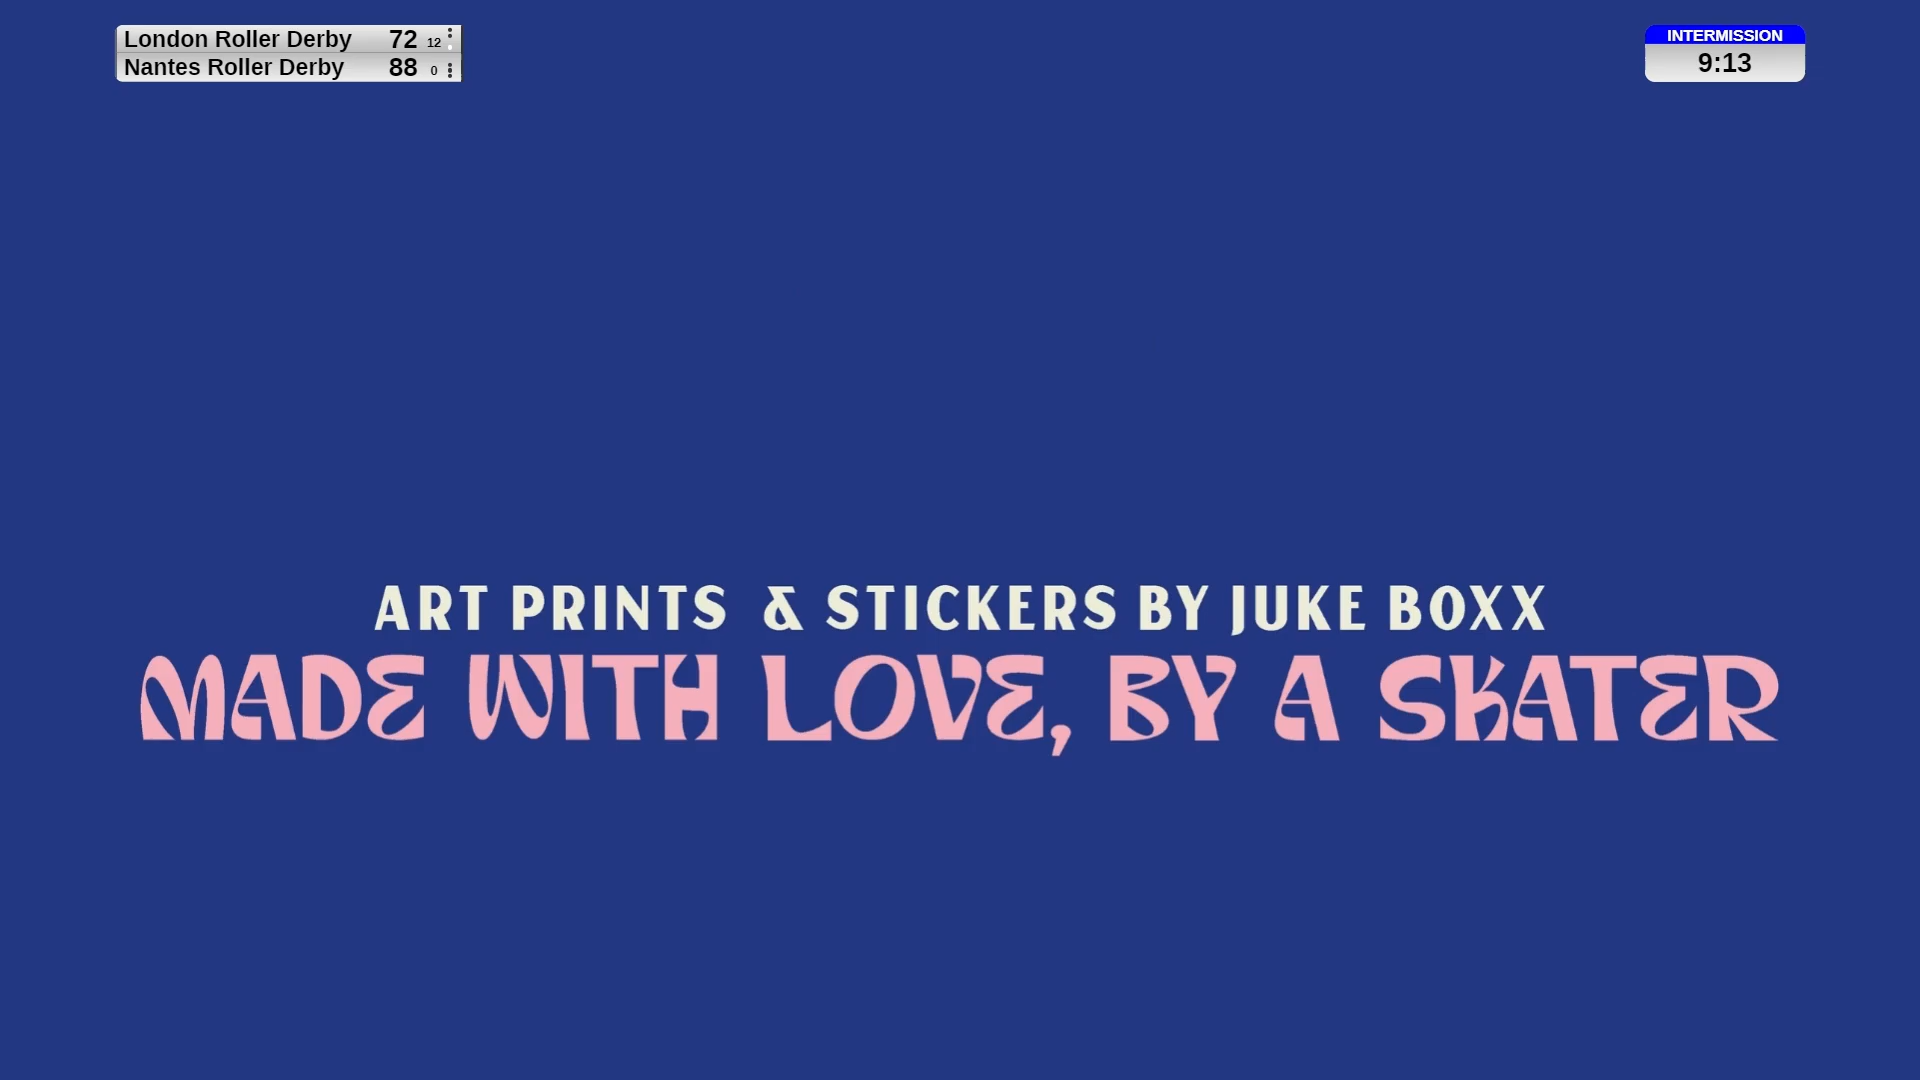 London Roller Derby 72 12
Nantes Roller Derby 88 0
INTERMISSION
9:13
ART PRINTS & STICKERS BY JUKE BOXX
MADE WITH LOVE, BY A SKATER